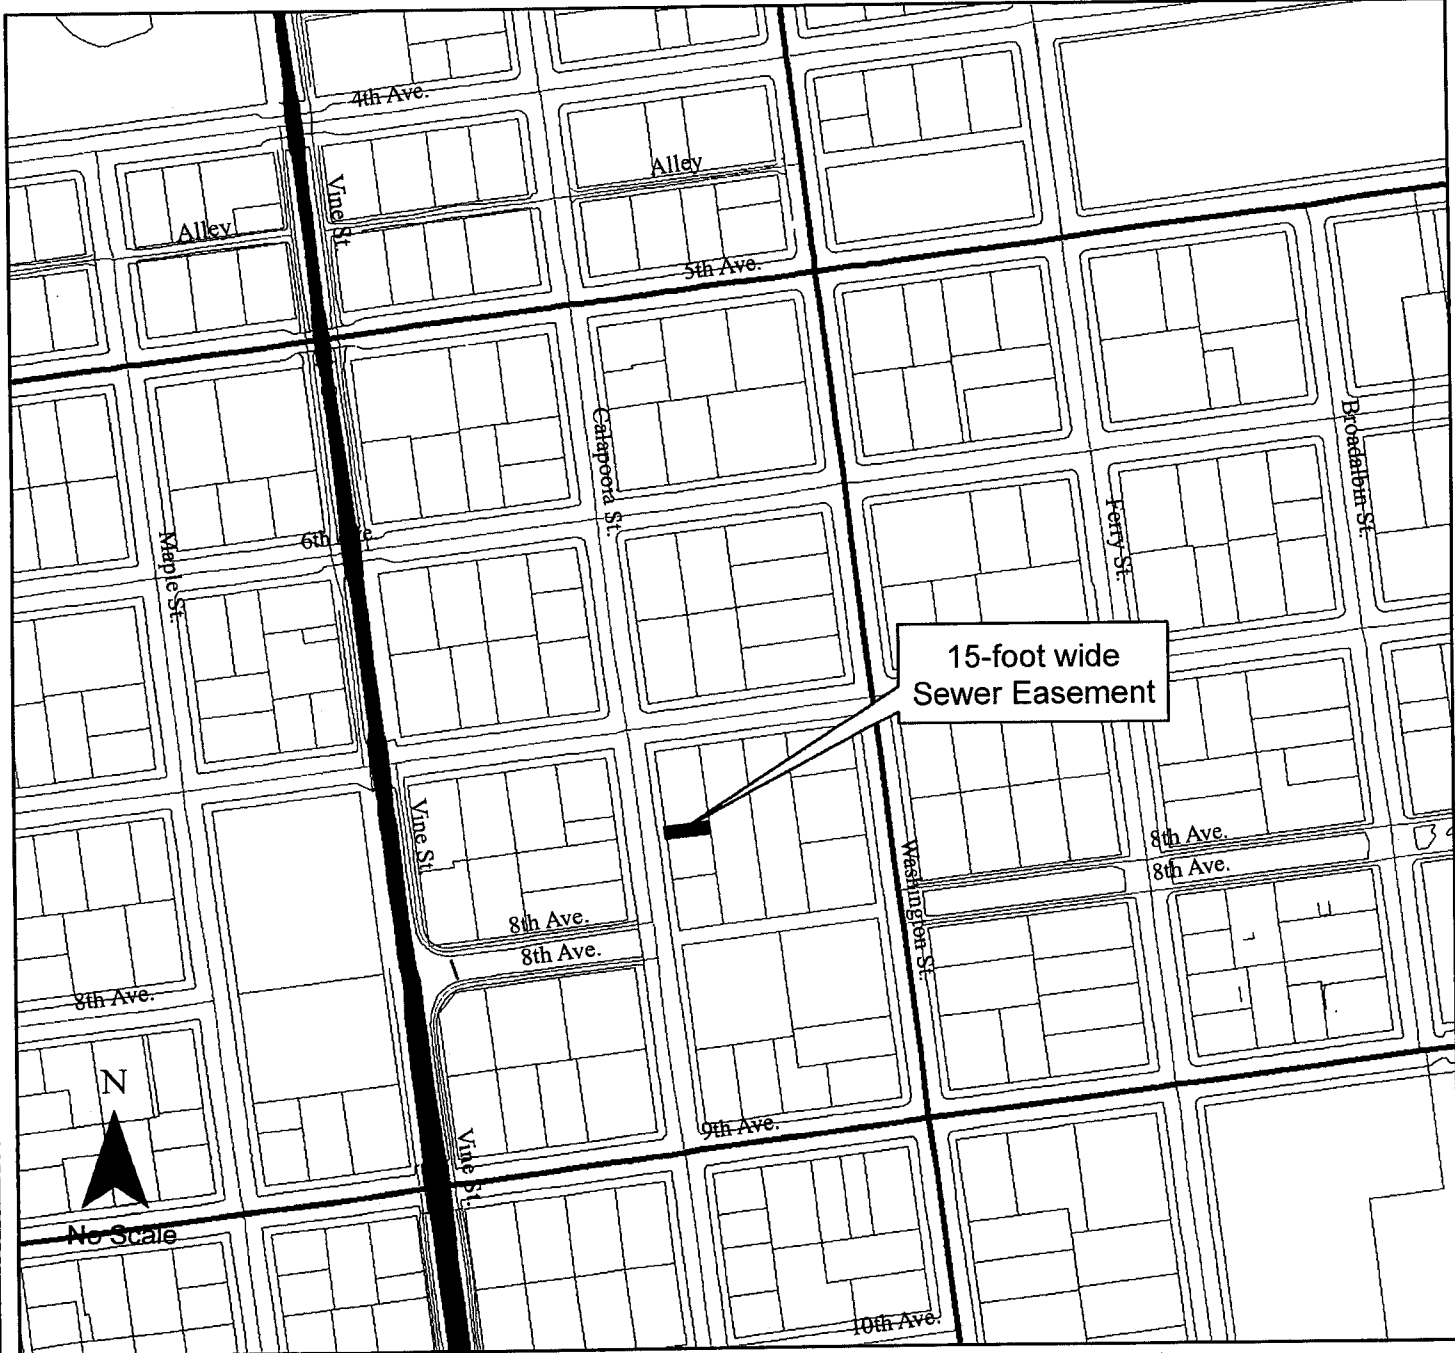 4th Ave.
Alley
Vine St.
Alley
5th Ave.
Calapooia St.
Broadalbin St.
Ferry St.
Maple St.
6th Ave
15-foot wide
Sewer Easement
Vine St.
Washington St.
8th Ave.
8th Ave.
8th Ave.
8th Ave.
8th Ave.
N
No Scale
Vine St.
9th Ave.
10th Ave.